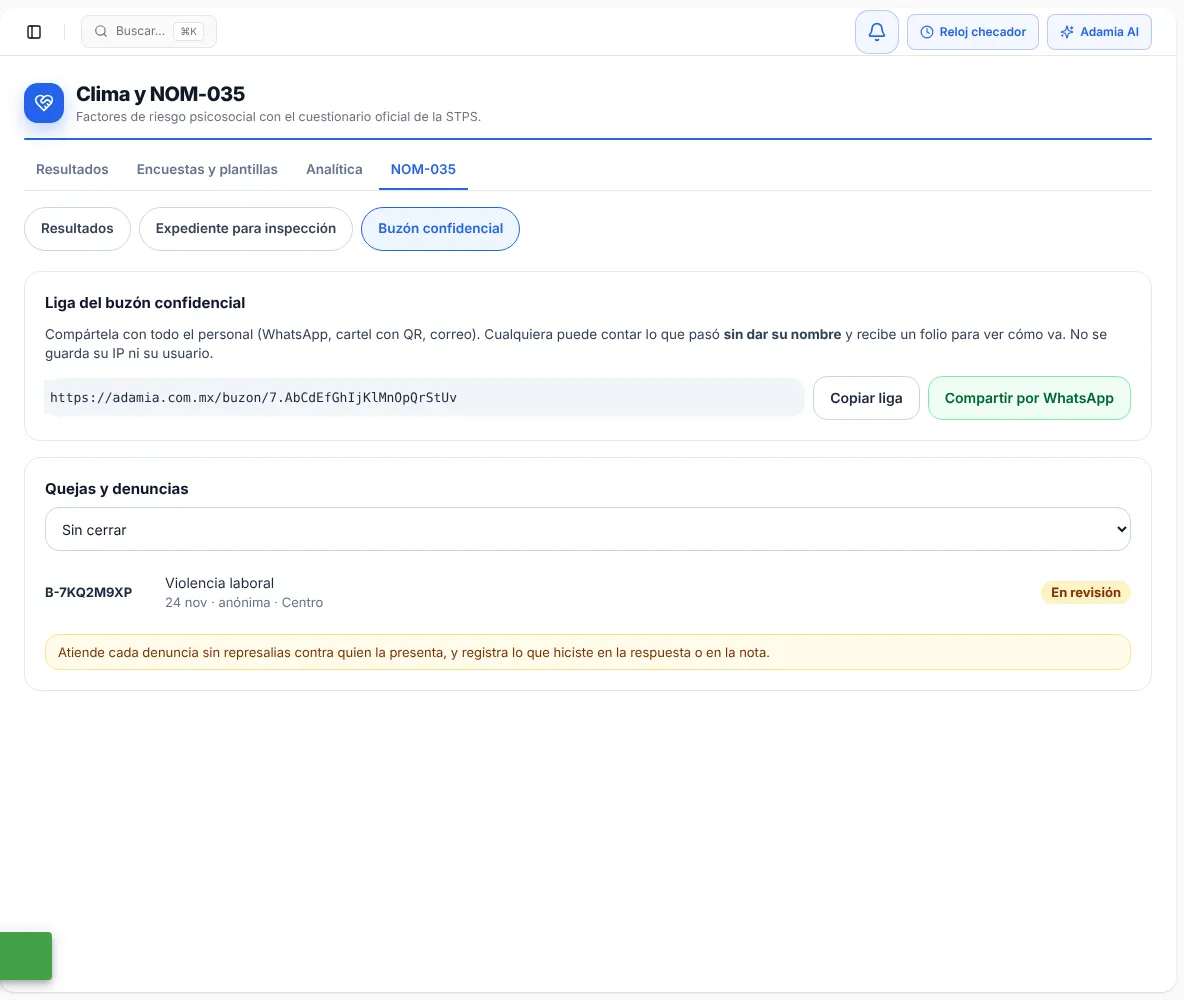 Buscar... ⌘K
Reloj checador
Adamia AI
Clima y NOM-035
Factores de riesgo psicosocial con el cuestionario oficial de la STPS.
Resultados Encuestas y plantillas Analítica NOM-035
Resultados Expediente para inspección Buzón confidencial
Liga del buzón confidencial
Compártela con todo el personal (WhatsApp, cartel con QR, correo). Cualquiera puede contar lo que pasó sin dar su nombre y recibe un folio para ver cómo va. No se
guarda su IP ni su usuario.
https://adamia.com.mx/buzon/7.AbCdEfGhIjKlMnOpQrStUv Copiar liga Compartir por WhatsApp
Quejas y denuncias
Sin cerrar
B-7KQ2M9XP
Violencia laboral
24 nov · anónima · Centro
En revisión
Atiende cada denuncia sin represalias contra quien la presenta, y registra lo que hiciste en la respuesta o en la nota.